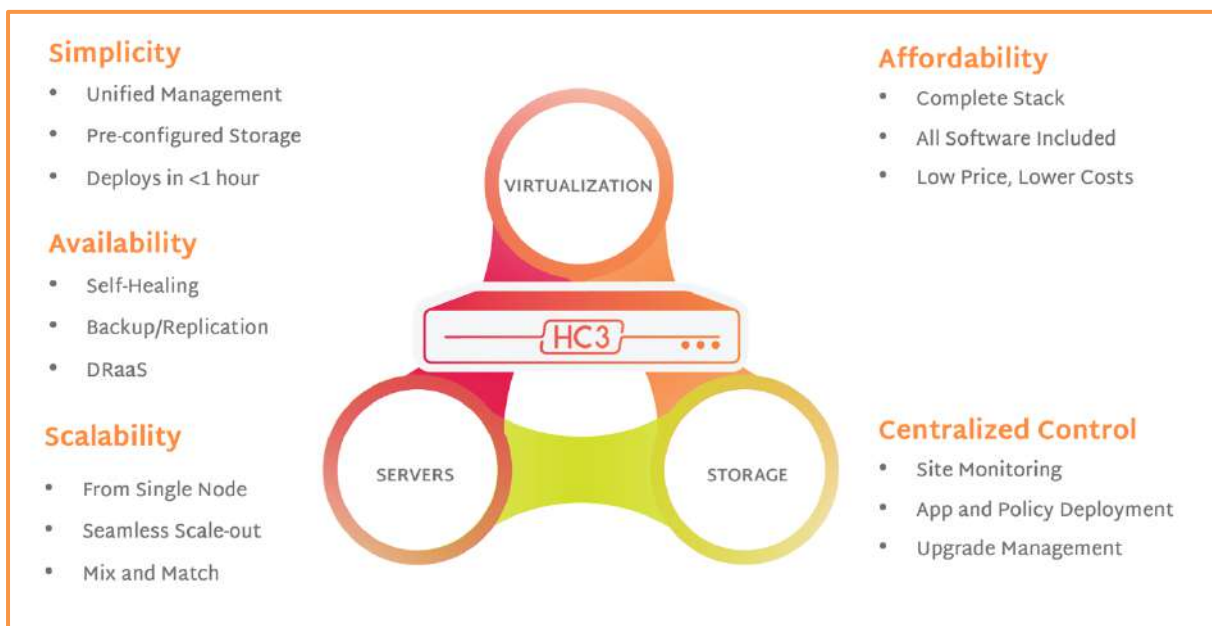 Simplicity
• Unified Management
• Pre-configured Storage
• Deploys in <1 hour
Availability
• Self-Healing
• Backup/Replication
• DRaaS
Scalability
• From Single Node
• Seamless Scale-out
• Mix and Match
VIRTUALIZATION
HC3
SERVERS
STORAGE
Affordability
• Complete Stack
• All Software Included
• Low Price, Lower Costs
Centralized Control
• Site Monitoring
• App and Policy Deployment
• Upgrade Management